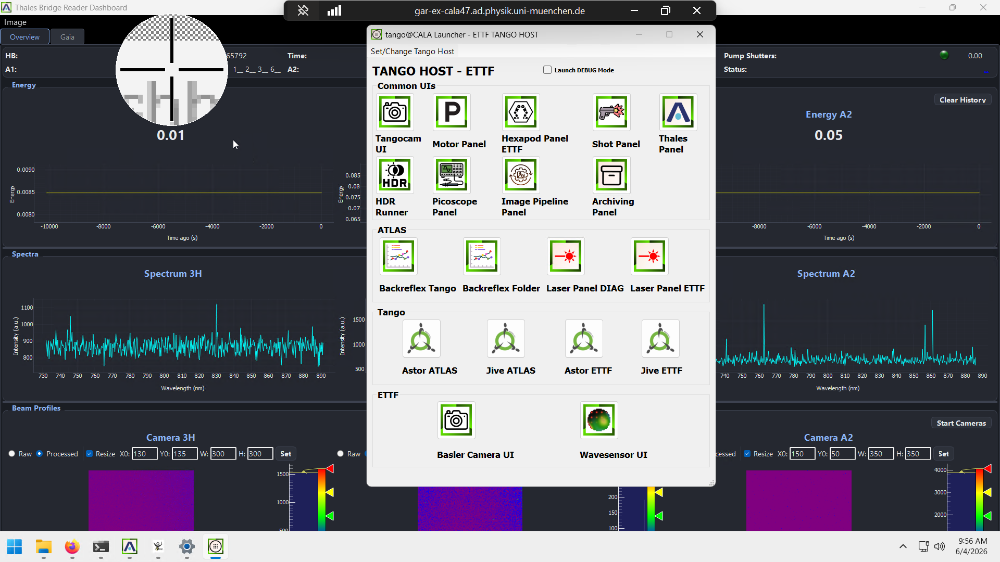 Thales Bridge Reader Dashboard
gar-ex-cala47.ad.physik.uni-muenchen.de
Image
Overview
Gaia
HB:
65792
Time:
Pump Shutters:
0.00
A1:
1__ 2__ 3__ 6__
A2:
Status:
Energy
0.01
Energy A2
0.05
Clear History
0.0090
0.0085
0.0080
Energy
-10000 -8000 -6000 -4000 -2000 0
Time ago (s)
0.085
0.08
0.075
0.07
0.065
Energy
-8000 -6000 -4000 -2000 0
Time ago (s)
Spectra
Spectrum 3H
Spectrum A2
1100
1000
900
800
Intensity (a.u.)
730 740 750 760 770 780 790 800 810 820 830 840 850 860 870 880 890
Wavelength (nm)
1500
1000
500
Intensity (a.u.)
740 750 760 770 780 790 800 810 820 830 840 850 860 870 880 890
Wavelength (nm)
Beam Profiles
Start Cameras
Camera 3H
Camera A2
Raw Processed Resize X0: 130 Y0: 135 W: 300 H: 300 Set
Raw
cessed Resize X0: 150 Y0: 50 W: 350 H: 350 Set
1500
1000
500
200
150
100
4000
3000
2000
tango@CALA Launcher - ETTF TANGO HOST
Set/Change Tango Host
TANGO HOST - ETTF
Launch DEBUG Mode
Common UIs
Tangocam UI
P
Motor Panel
Hexapod Panel ETTF
Shot Panel
Thales Panel
HDR
HDR Runner
Picoscope Panel
Image Pipeline Panel
Archiving Panel
ATLAS
Backreflex Tango
Backreflex Folder
Laser Panel DIAG
Laser Panel ETTF
Tango
Astor ATLAS
Jive ATLAS
Astor ETTF
Jive ETTF
ETTF
Basler Camera UI
Wavesensor UI
9:56 AM
6/4/2026